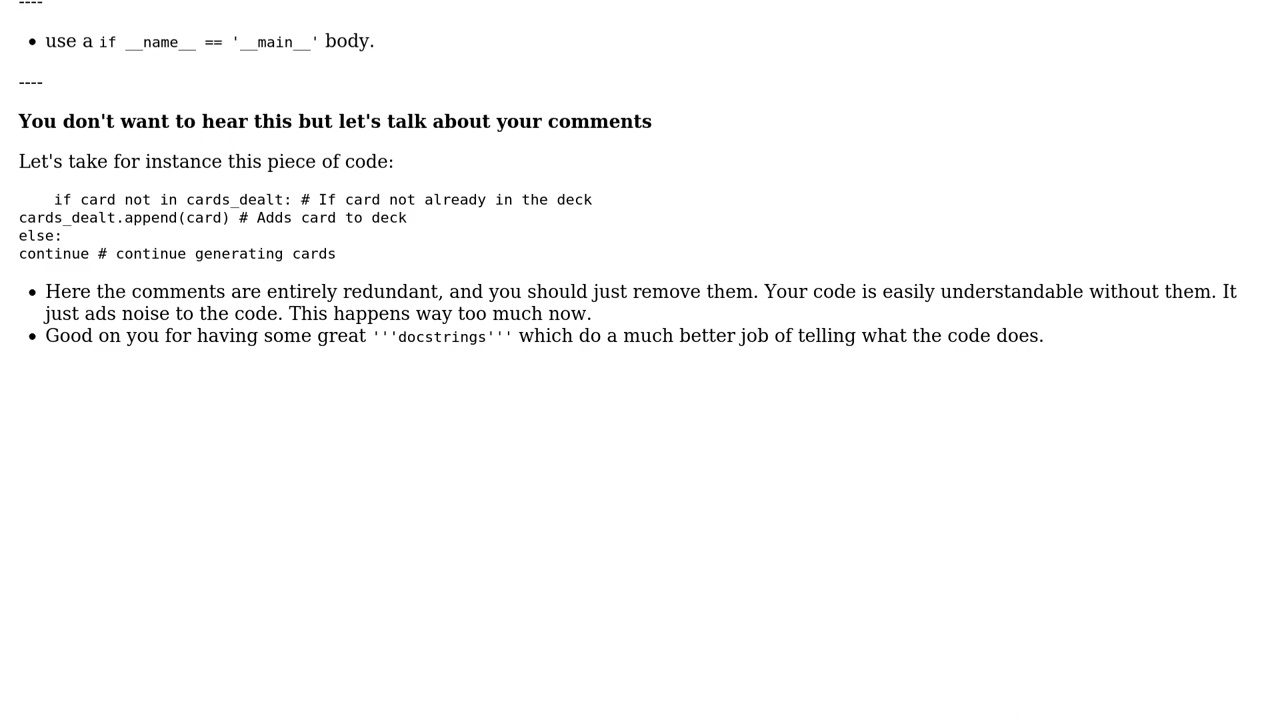 ----
• use a if __name__ == '__main__' body.
----
You don't want to hear this but let's talk about your comments
Let's take for instance this piece of code:
    if card not in cards_dealt: # If card not already in the deck
cards_dealt.append(card) # Adds card to deck
else:
continue # continue generating cards
• Here the comments are entirely redundant, and you should just remove them. Your code is easily understandable without them. It
just ads noise to the code. This happens way too much now.
• Good on you for having some great '''docstrings''' which do a much better job of telling what the code does.